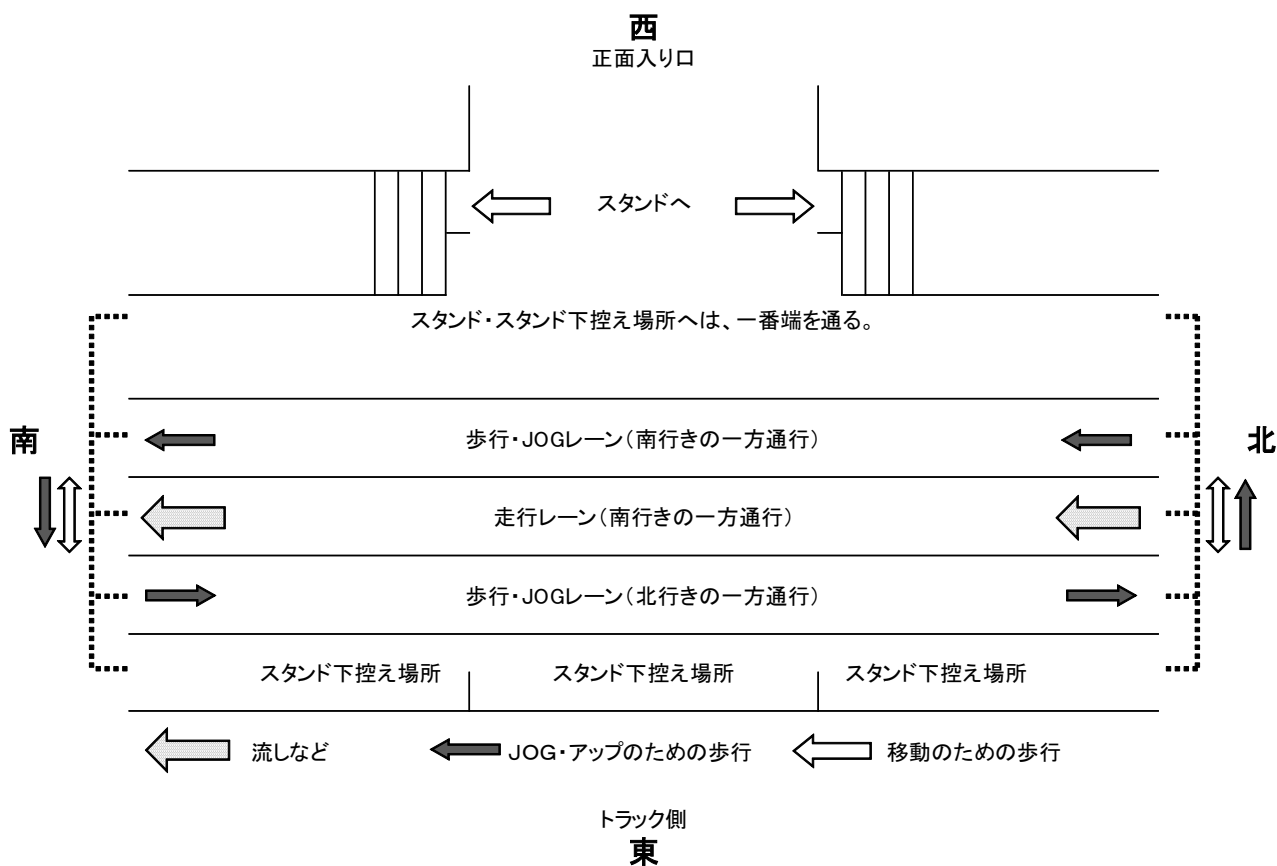 西
正面入り口
スタンドへ
スタンド・スタンド下控え場所へは、一番端を通る。
南
北
歩行・JOGレーン(南行きの一方通行)
走行レーン(南行きの一方通行)
歩行・JOGレーン(北行きの一方通行)
スタンド下控え場所 スタンド下控え場所 スタンド下控え場所
流しなど JOG・アップのための歩行 移動のための歩行
トラック側
東